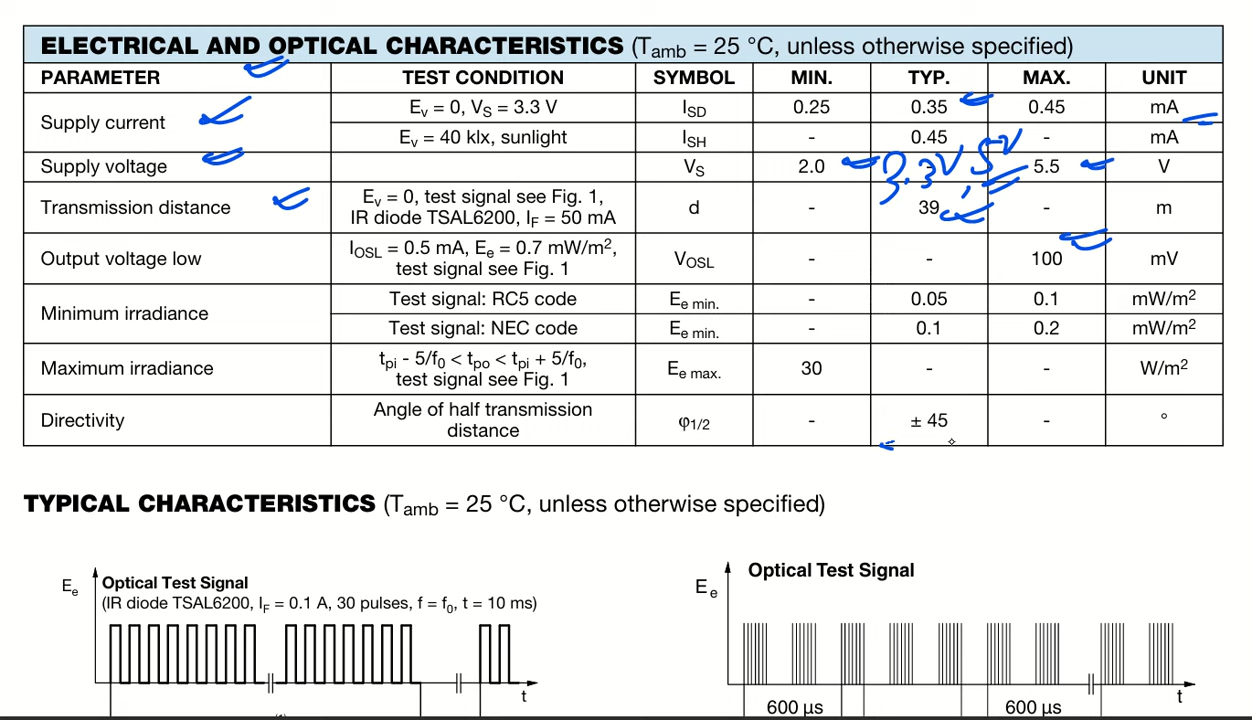 ELECTRICAL AND OPTICAL CHARACTERISTICS (Tamb = 25 °C, unless otherwise specified)
PARAMETER TEST CONDITION SYMBOL MIN. TYP. MAX. UNIT
Supply current Ev = 0, VS = 3.3 V ISD 0.25 0.35 0.45 mA
Ev = 40 klx, sunlight ISH - 0.45 - mA
Supply voltage VS 2.0 - 5.5 V
3.3V, 5V
Transmission distance Ev = 0, test signal see Fig. 1,
IR diode TSAL6200, IF = 50 mA d - 39 - m
Output voltage low IOSL = 0.5 mA, Ee = 0.7 mW/m2,
test signal see Fig. 1 VOSL - - 100 mV
Minimum irradiance Test signal: RC5 code Ee min. - 0.05 0.1 mW/m2
Test signal: NEC code Ee min. - 0.1 0.2 mW/m2
Maximum irradiance tpi - 5/f0 < tpo < tpi + 5/f0,
test signal see Fig. 1 Ee max. 30 - - W/m2
Directivity Angle of half transmission
distance φ1/2 - ± 45 - °
TYPICAL CHARACTERISTICS (Tamb = 25 °C, unless otherwise specified)
Ee Optical Test Signal
(IR diode TSAL6200, IF = 0.1 A, 30 pulses, f = f0, t = 10 ms)
t
Ee Optical Test Signal
t
600 µs 600 µs